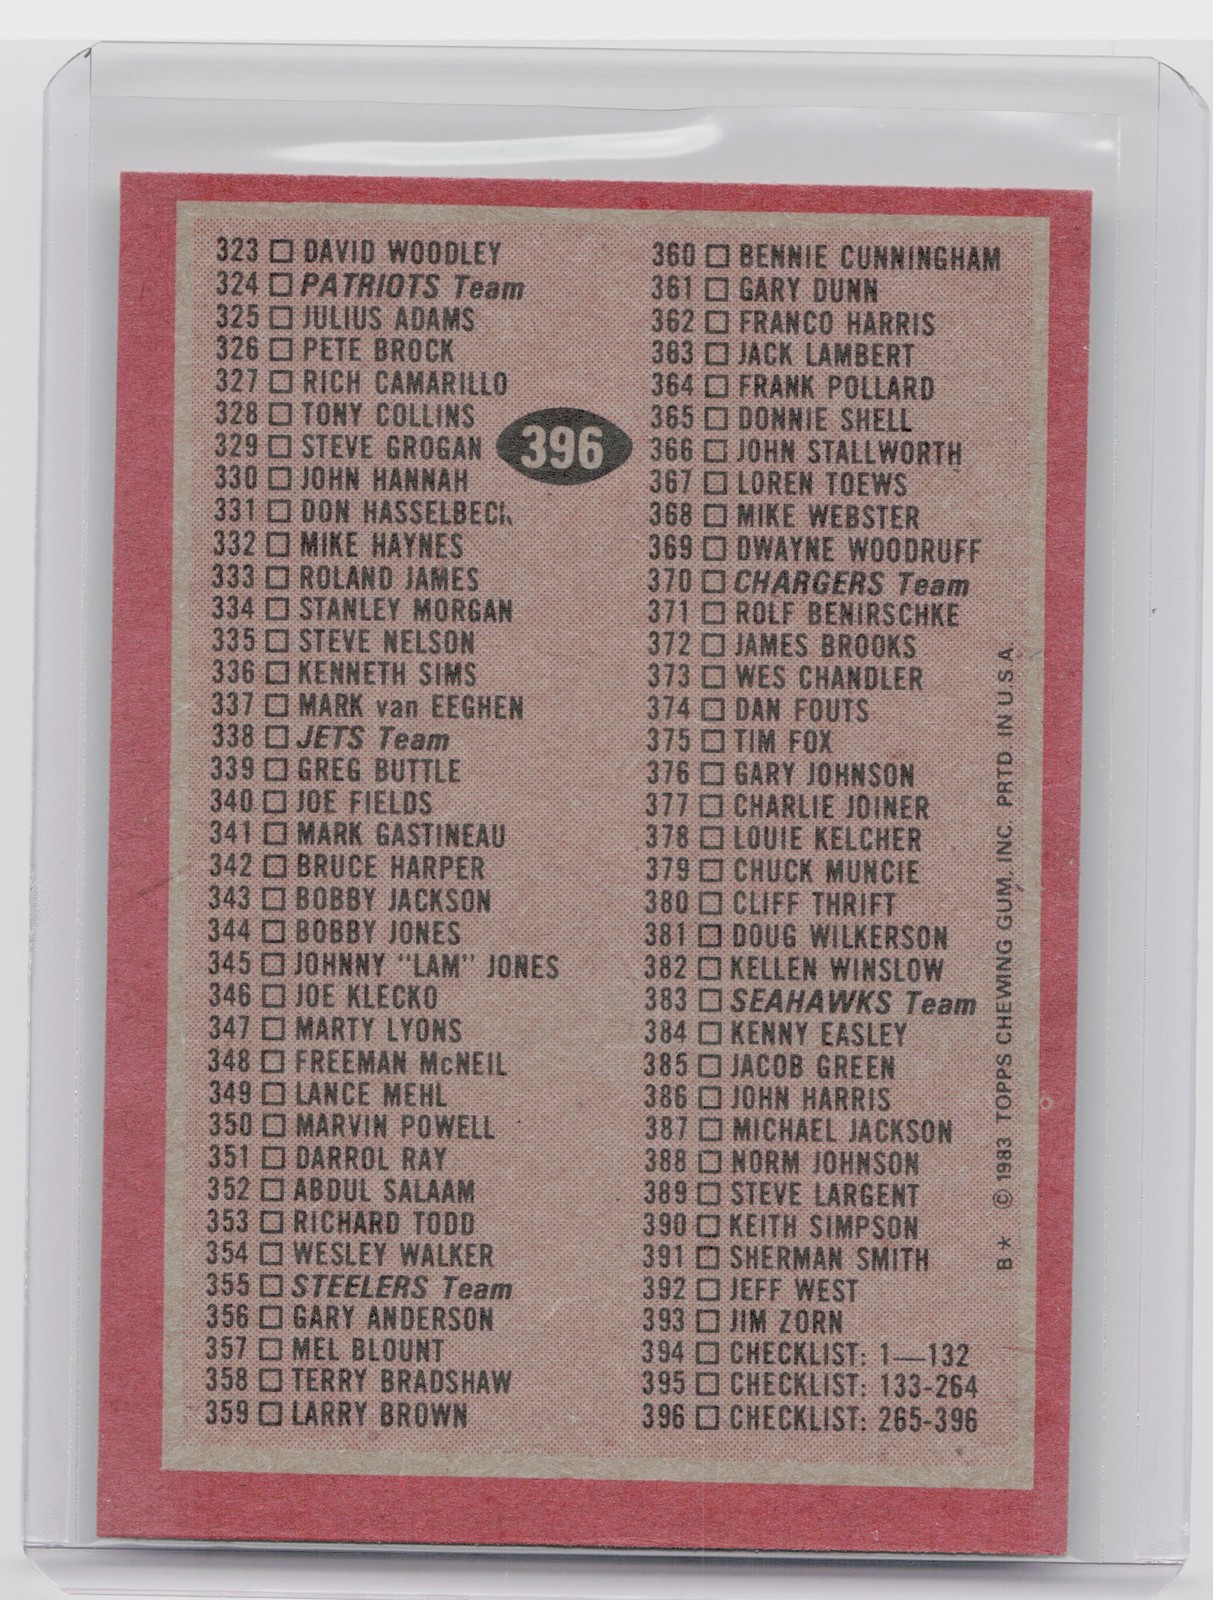 323 □ DAVID WOODLEY
324 □ PATRIOTS Team
325 □ JULIUS ADAMS
326 □ PETE BROCK
327 □ RICH CAMARILLO
328 □ TONY COLLINS
329 □ STEVE GROGAN
330 □ JOHN HANNAH
331 □ DON HASSELBECK
332 □ MIKE HAYNES
333 □ ROLAND JAMES
334 □ STANLEY MORGAN
335 □ STEVE NELSON
336 □ KENNETH SIMS
337 □ MARK van EEGHEN
338 □ JETS Team
339 □ GREG BUTTLE
340 □ JOE FIELDS
341 □ MARK GASTINEAU
342 □ BRUCE HARPER
343 □ BOBBY JACKSON
344 □ BOBBY JONES
345 □ JOHNNY "LAM" JONES
346 □ JOE KLECKO
347 □ MARTY LYONS
348 □ FREEMAN McNEIL
349 □ LANCE MEHL
350 □ MARVIN POWELL
351 □ DARROL RAY
352 □ ABDUL SALAAM
353 □ RICHARD TODD
354 □ WESLEY WALKER
355 □ STEELERS Team
356 □ GARY ANDERSON
357 □ MEL BLOUNT
358 □ TERRY BRADSHAW
359 □ LARRY BROWN
396
360 □ BENNIE CUNNINGHAM
361 □ GARY DUNN
362 □ FRANCO HARRIS
363 □ JACK LAMBERT
364 □ FRANK POLLARD
365 □ DONNIE SHELL
366 □ JOHN STALLWORTH
367 □ LOREN TOEWS
368 □ MIKE WEBSTER
369 □ DWAYNE WOODRUFF
370 □ CHARGERS Team
371 □ ROLF BENIRSCHKE
372 □ JAMES BROOKS
373 □ WES CHANDLER
374 □ DAN FOUTS
375 □ TIM FOX
376 □ GARY JOHNSON
377 □ CHARLIE JOINER
378 □ LOUIE KELCHER
379 □ CHUCK MUNCIE
380 □ CLIFF THRIFT
381 □ DOUG WILKERSON
382 □ KELLEN WINSLOW
383 □ SEAHAWKS Team
384 □ KENNY EASLEY
385 □ JACOB GREEN
386 □ JOHN HARRIS
387 □ MICHAEL JACKSON
388 □ NORM JOHNSON
389 □ STEVE LARGENT
390 □ KEITH SIMPSON
391 □ SHERMAN SMITH
392 □ JEFF WEST
393 □ JIM ZORN
394 □ CHECKLIST: 1—132
395 □ CHECKLIST: 133-264
396 □ CHECKLIST: 265-396
B* © 1983 TOPPS CHEWING GUM, INC. PRTD. IN U.S.A.